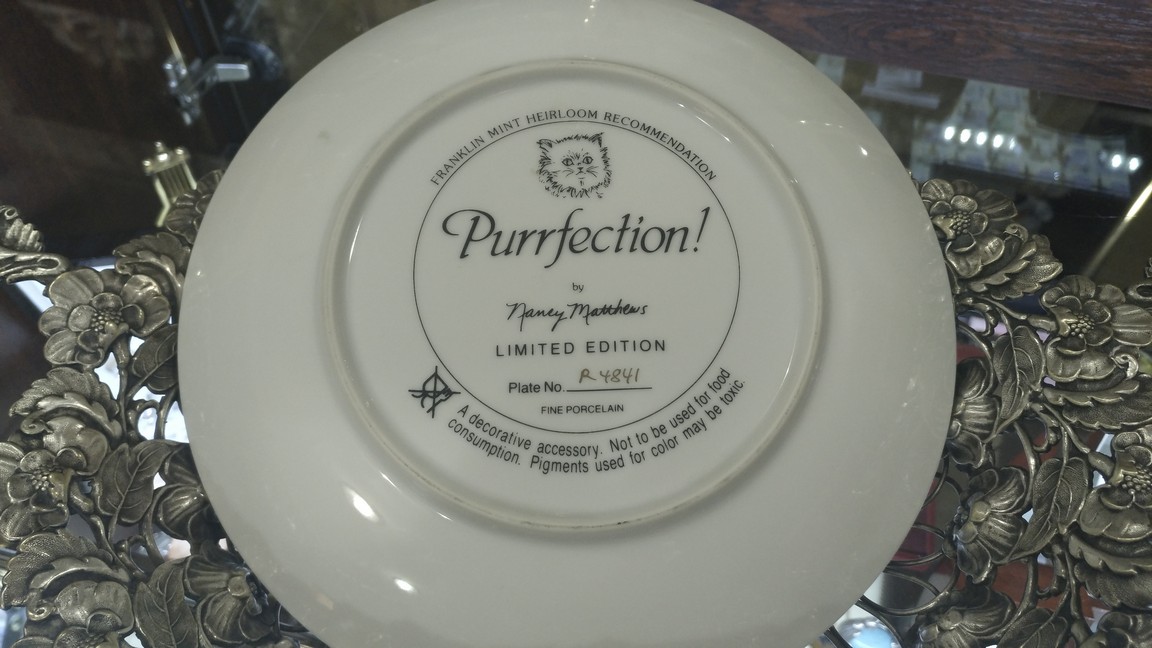 FRANKLIN MINT HEIRLOOM RECOMMENDATION
Purrfection!
by
Nancy Matthews
LIMITED EDITION
Plate No. R4841
FINE PORCELAIN
A decorative accessory. Not to be used for food
consumption. Pigments used for color may be toxic.